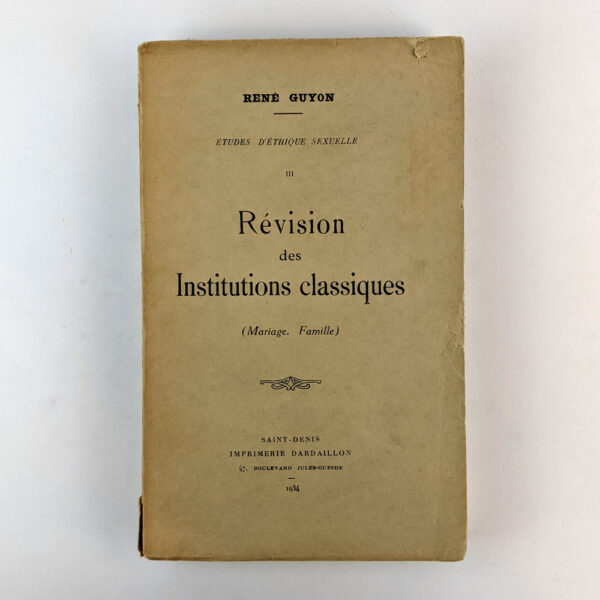 RENÉ GUYON
ÉTUDES D'ÉTHIQUE SEXUELLE
III
Révision
des
Institutions classiques
(Mariage. Famille)
SAINT-DENIS
IMPRIMERIE DARDAILLON
47, BOULEVARD JULES-GUESDE
1934